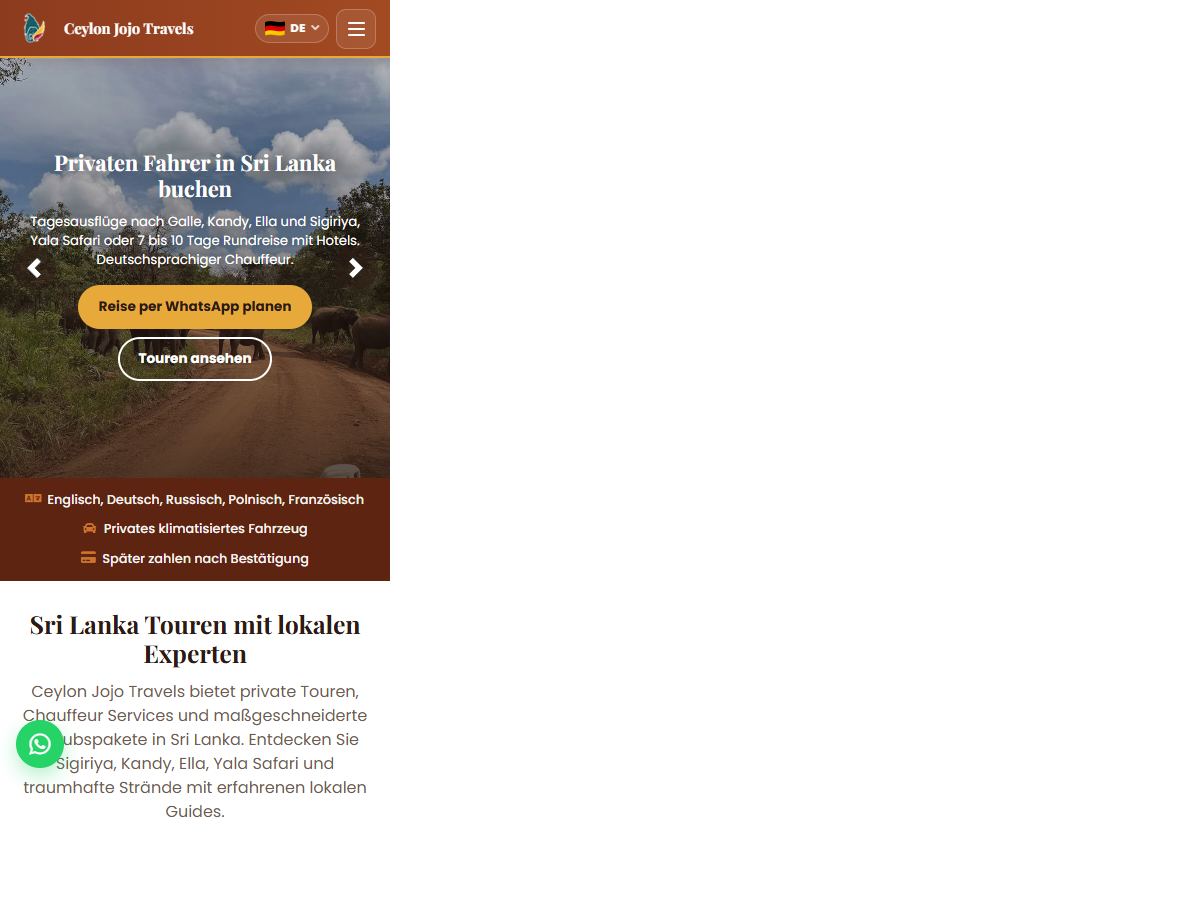 Ceylon Jojo Travels
DE
Privaten Fahrer in Sri Lanka
buchen
Tagesausflüge nach Galle, Kandy, Ella und Sigiriya,
Yala Safari oder 7 bis 10 Tage Rundreise mit Hotels.
Deutschsprachiger Chauffeur.
Reise per WhatsApp planen
Touren ansehen
Englisch, Deutsch, Russisch, Polnisch, Französisch
Privates klimatisiertes Fahrzeug
Später zahlen nach Bestätigung
Sri Lanka Touren mit lokalen
Experten
Ceylon Jojo Travels bietet private Touren,
Chauffeur Services und maßgeschneiderte
ubspakete in Sri Lanka. Entdecken Sie
Sigiriya, Kandy, Ella, Yala Safari und
traumhafte Strände mit erfahrenen lokalen
Guides.